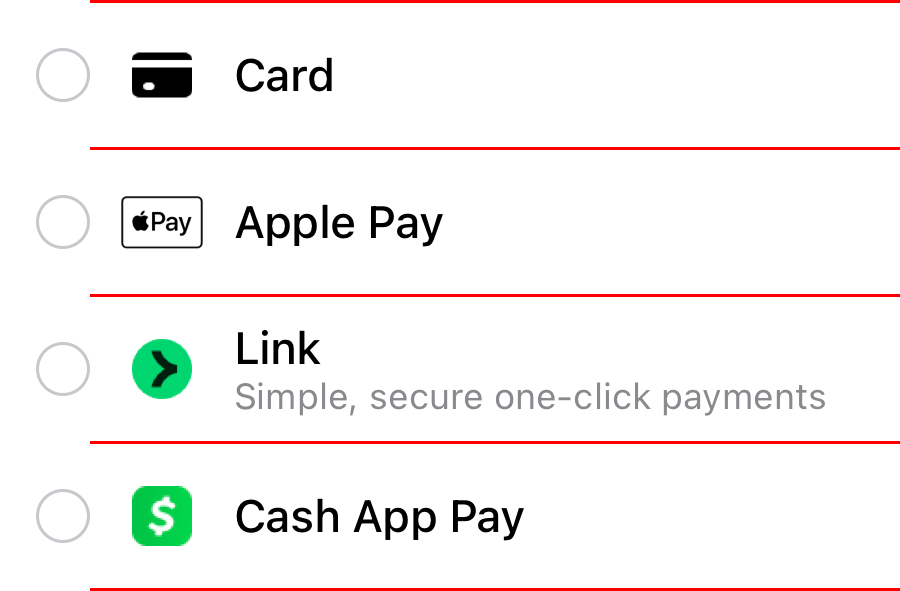 Card
Pay Apple Pay
Link
Simple, secure one-click payments
$ Cash App Pay